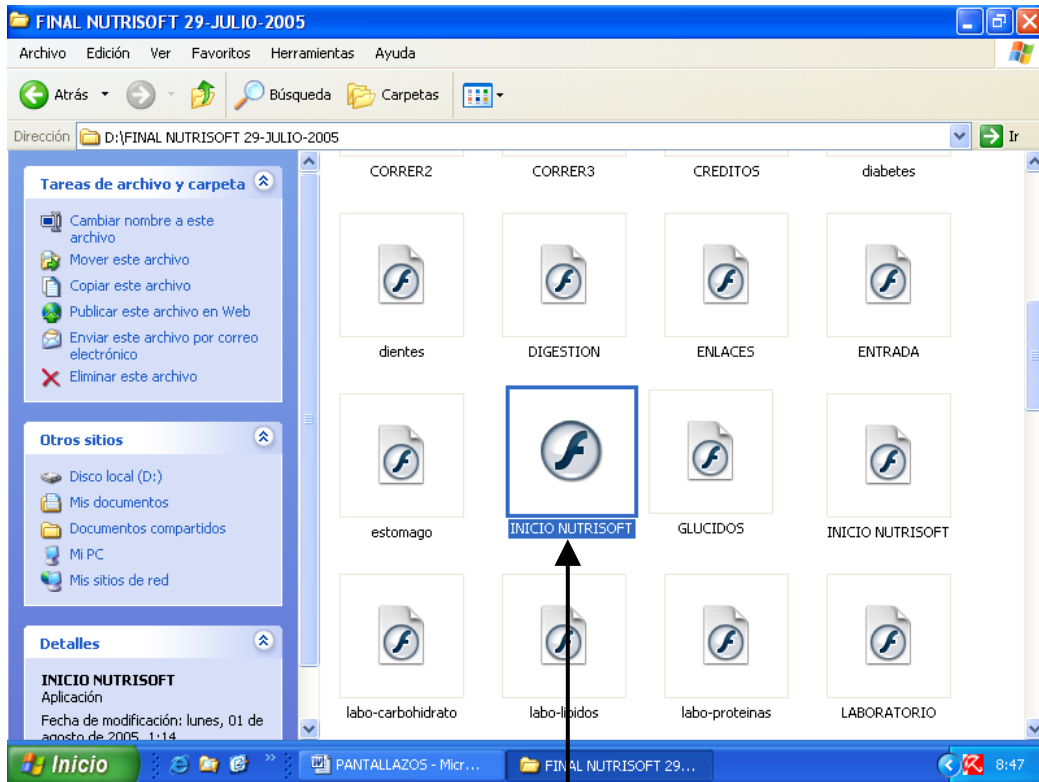 FINAL NUTRISOFT 29-JULIO-2005
Archivo Edición Ver Favoritos Herramientas Ayuda
Atrás Búsqueda Carpetas
Dirección D:\FINAL NUTRISOFT 29-JULIO-2005 Ir
Tareas de archivo y carpeta
Cambiar nombre a este
archivo
Mover este archivo
Copiar este archivo
Publicar este archivo en Web
Enviar este archivo por correo
electrónico
Eliminar este archivo
Otros sitios
Disco local (D:)
Mis documentos
Documentos compartidos
Mi PC
Mis sitios de red
Detalles
INICIO NUTRISOFT
Aplicación
Fecha de modificación: lunes, 01 de
agosto de 2005, 1:14
CORRER2 CORRER3 CREDITOS diabetes
dientes DIGESTION ENLACES ENTRADA
estomago INICIO NUTRISOFT GLUCIDOS INICIO NUTRISOFT
labo-carbohidrato labo-lipidos labo-proteinas LABORATORIO
Inicio PANTALLAZOS - Micr... FINAL NUTRISOFT 29... 8:47